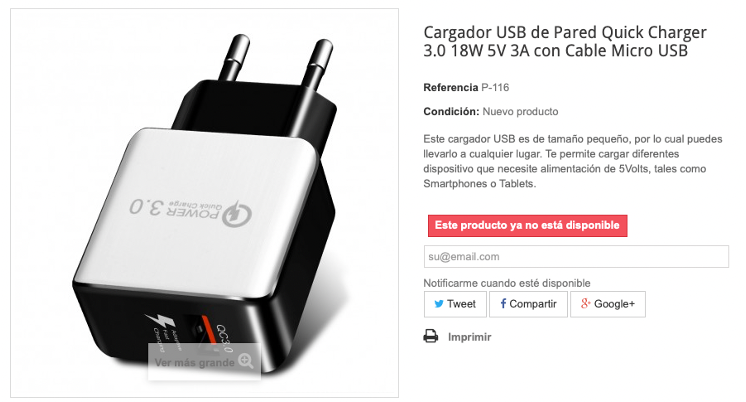 Cargador USB de Pared Quick Charger
3.0 18W 5V 3A con Cable Micro USB
Referencia P-116
Condición: Nuevo producto
Este cargador USB es de tamaño pequeño, por lo cual puedes
llevarlo a cualquier lugar. Te permite cargar diferentes
dispositivo que necesite alimentación de 5Volts, tales como
Smartphones o Tablets.
Este producto ya no está disponible
su@email.com
Notificarme cuando esté disponible
Tweet
Compartir
Google+
Imprimir
POWER 3.0
Quick Charge
QC3.0
Adaptive
Fast
Charging
Ver más grande